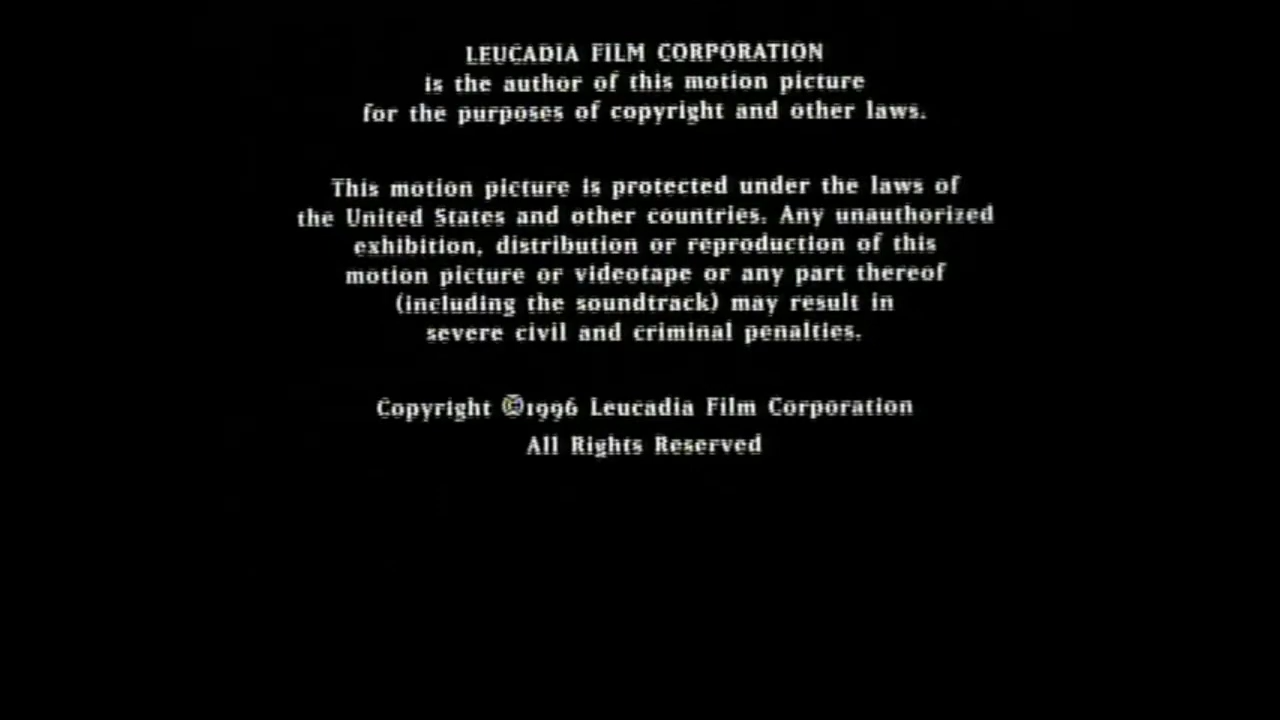 LEUCADIA FILM CORPORATION
is the author of this motion picture
for the purposes of copyright and other laws.
This motion picture is protected under the laws of
the United States and other countries. Any unauthorized
exhibition, distribution or reproduction of this
motion picture or videotape or any part thereof
(including the soundtrack) may result in
severe civil and criminal penalties.
Copyright ©1996 Leucadia Film Corporation
All Rights Reserved